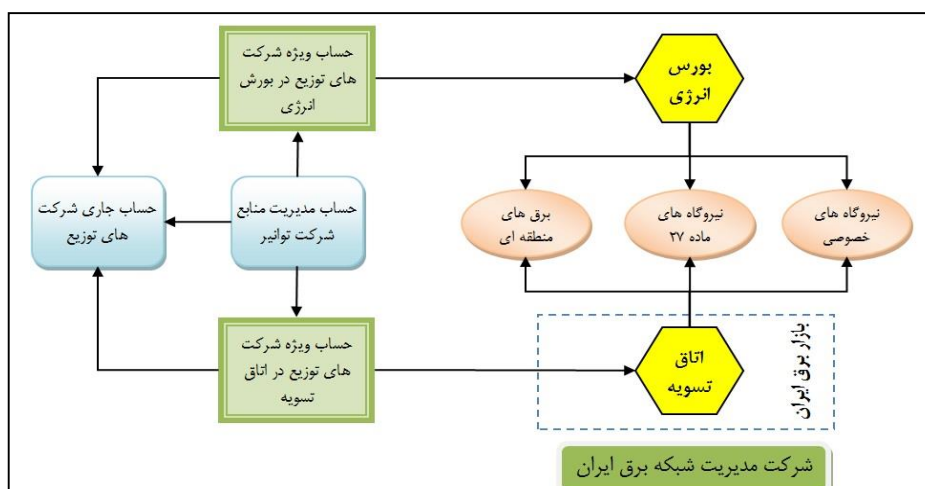 حساب ویژه شرکت
های توزیع در بورش
انرژی
بورس
انرژی
حساب جاری شرکت
های توزیع
حساب مدیریت منابع
شرکت توانیر
برق های
منطقه ای
نیروگاه های
ماده ۲۷
نیروگاه های
خصوصی
حساب ویژه شرکت
های توزیع در اتاق
تسویه
اتاق
تسویه
بازار برق ایران
شرکت مدیریت شبکه برق ایران